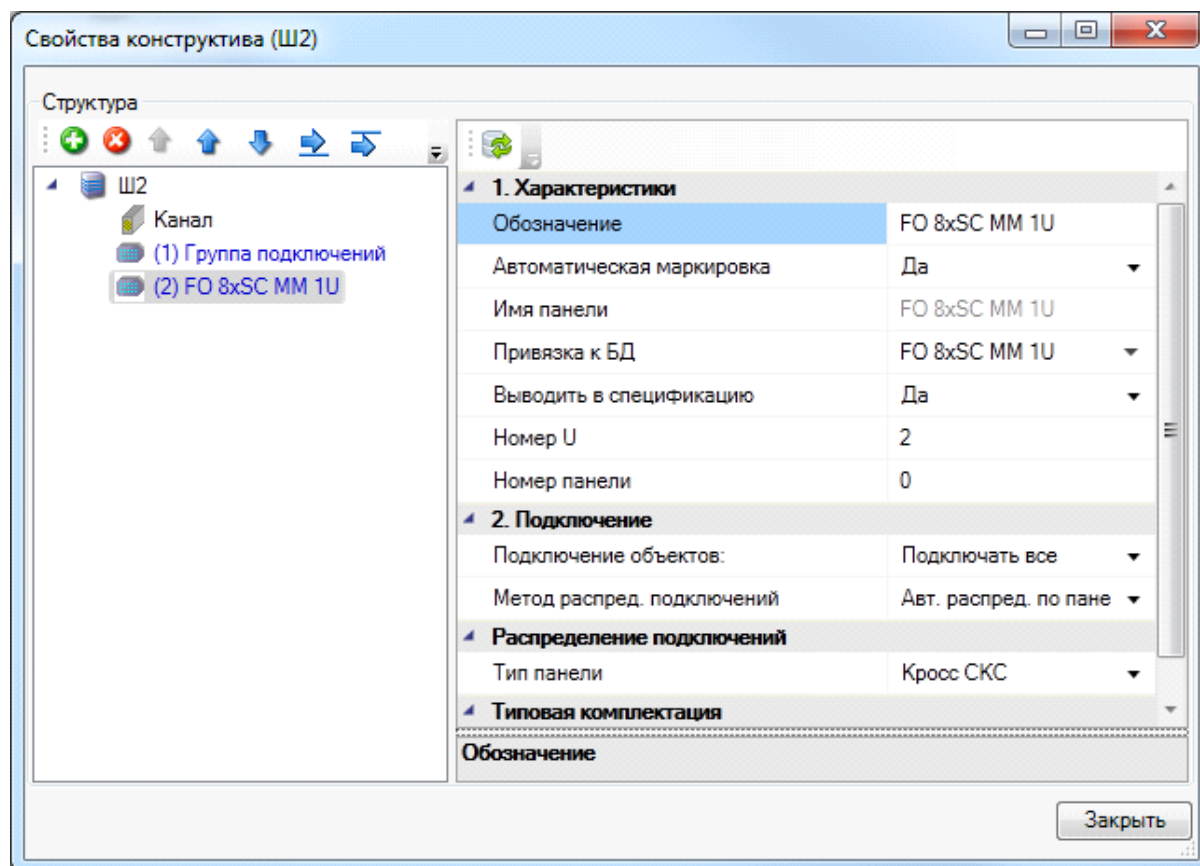 Свойства конструктива (Ш2)
Структура
Ш2
Канал
(1) Группа подключений
(2) FO 8xSC MM 1U
1. Характеристики
Обозначение FO 8xSC MM 1U
Автоматическая маркировка Да
Имя панели FO 8xSC MM 1U
Привязка к БД FO 8xSC MM 1U
Выводить в спецификацию Да
Номер U 2
Номер панели 0
2. Подключение
Подключение объектов: Подключать все
Метод распред. подключений Авт. распред. по пане
Распределение подключений
Тип панели Кросс СКС
Типовая комплектация
Обозначение
Закрыть